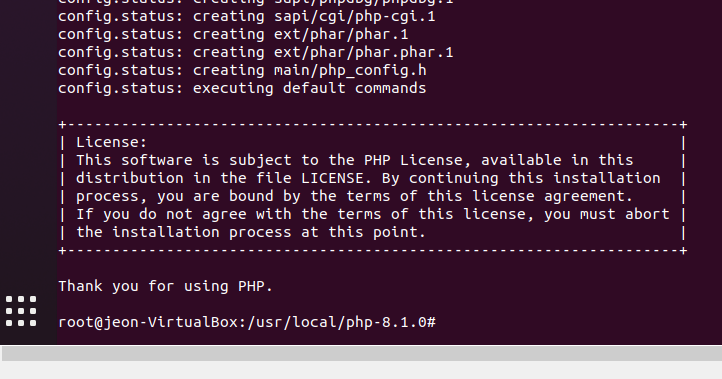 config.status: creating sapi/phpdbg/phpdbg.1
config.status: creating sapi/cgi/php-cgi.1
config.status: creating ext/phar/phar.1
config.status: creating ext/phar/phar.phar.1
config.status: creating main/php_config.h
config.status: executing default commands

+--------------------------------------------------------------------+
| License:                                                           |
| This software is subject to the PHP License, available in this     |
| distribution in the file LICENSE. By continuing this installation  |
| process, you are bound by the terms of this license agreement.     |
| If you do not agree with the terms of this license, you must abort |
| the installation process at this point.                            |
+--------------------------------------------------------------------+

Thank you for using PHP.

root@jeon-VirtualBox:/usr/local/php-8.1.0#